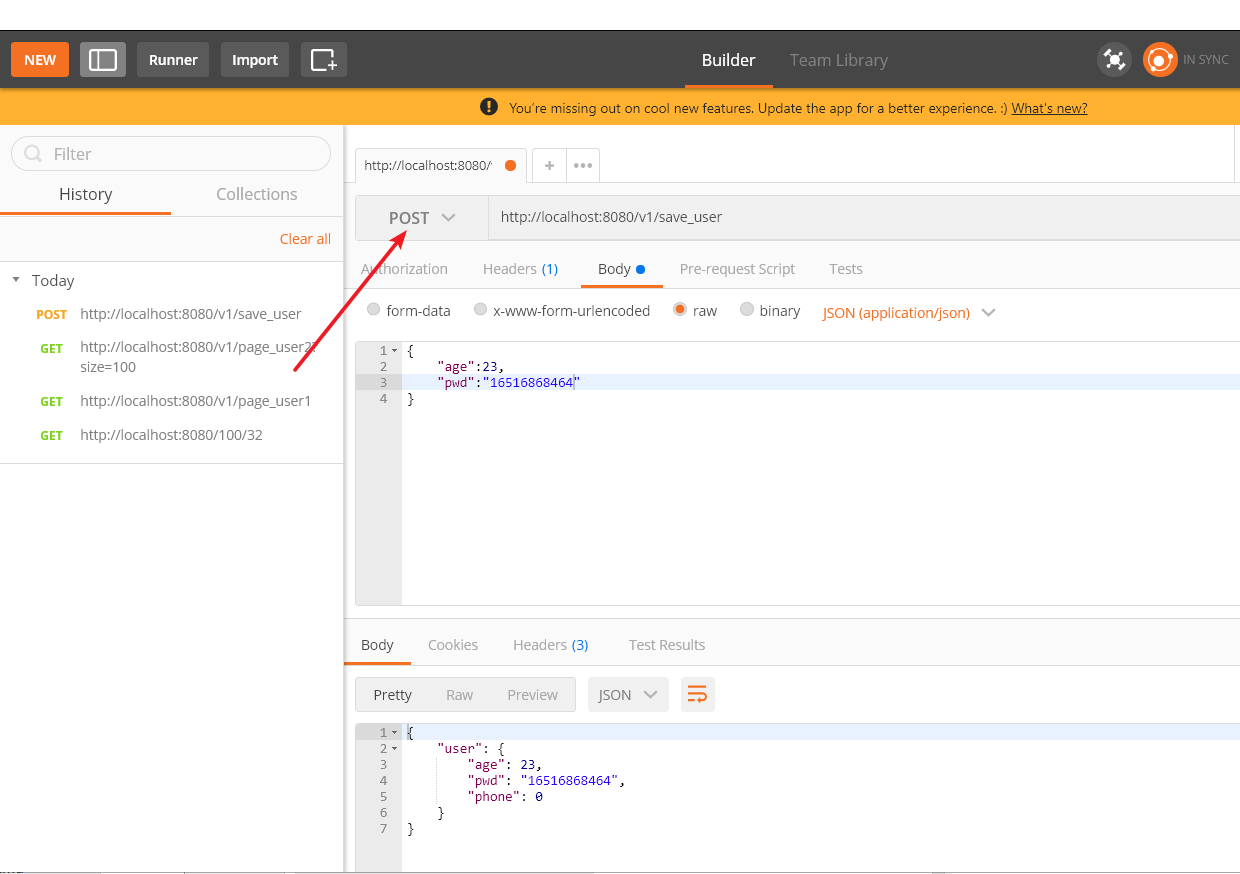 NEW
Runner
Import
Builder
Team Library
IN SYNC
You're missing out on cool new features. Update the app for a better experience. :) What's new?
Filter
History
Collections
Clear all
Today
POST http://localhost:8080/v1/save_user
GET http://localhost:8080/v1/page_user2?
size=100
GET http://localhost:8080/v1/page_user1
GET http://localhost:8080/100/32
http://localhost:8080/
POST
http://localhost:8080/v1/save_user
Authorization
Headers (1)
Body
Pre-request Script
Tests
form-data
x-www-form-urlencoded
raw
binary
JSON (application/json)
1 {
2 "age":23,
3 "pwd":"16516868464"
4 }
Body
Cookies
Headers (3)
Test Results
Pretty
Raw
Preview
JSON
1 {
2 "user": {
3 "age": 23,
4 "pwd": "16516868464",
5 "phone": 0
6 }
7 }